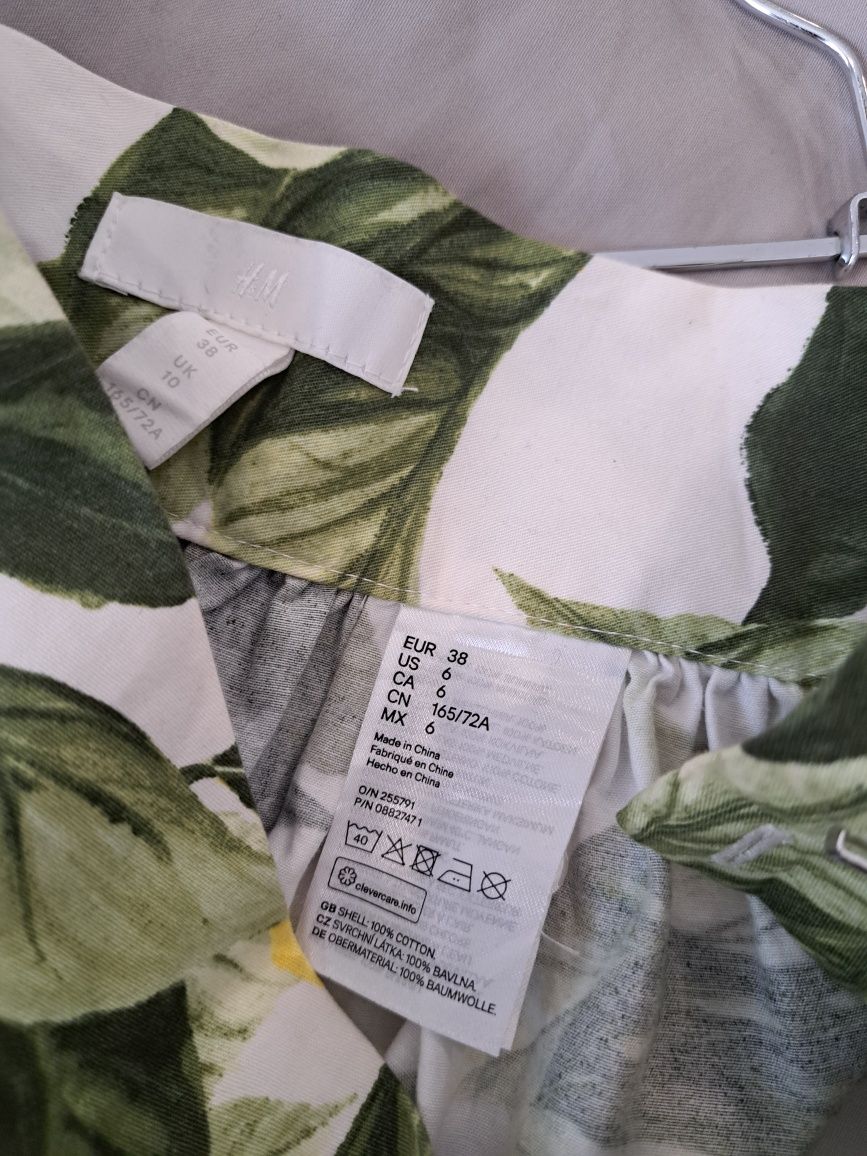 H&M
EUR
38
UK
10
CN
165/72A
EUR 38
US 6
CA 6
CN 165/72A
MX 6
Made in China
Fabriqué en Chine
Hecho en China
O/N 255791
P/N 08827471
40
clevercare.info
GB SHELL: 100% COTTON.
CZ SVRCHNÍ LÁTKA: 100% BAVLNA.
DE OBERMATERIAL: 100% BAUMWOLLE.